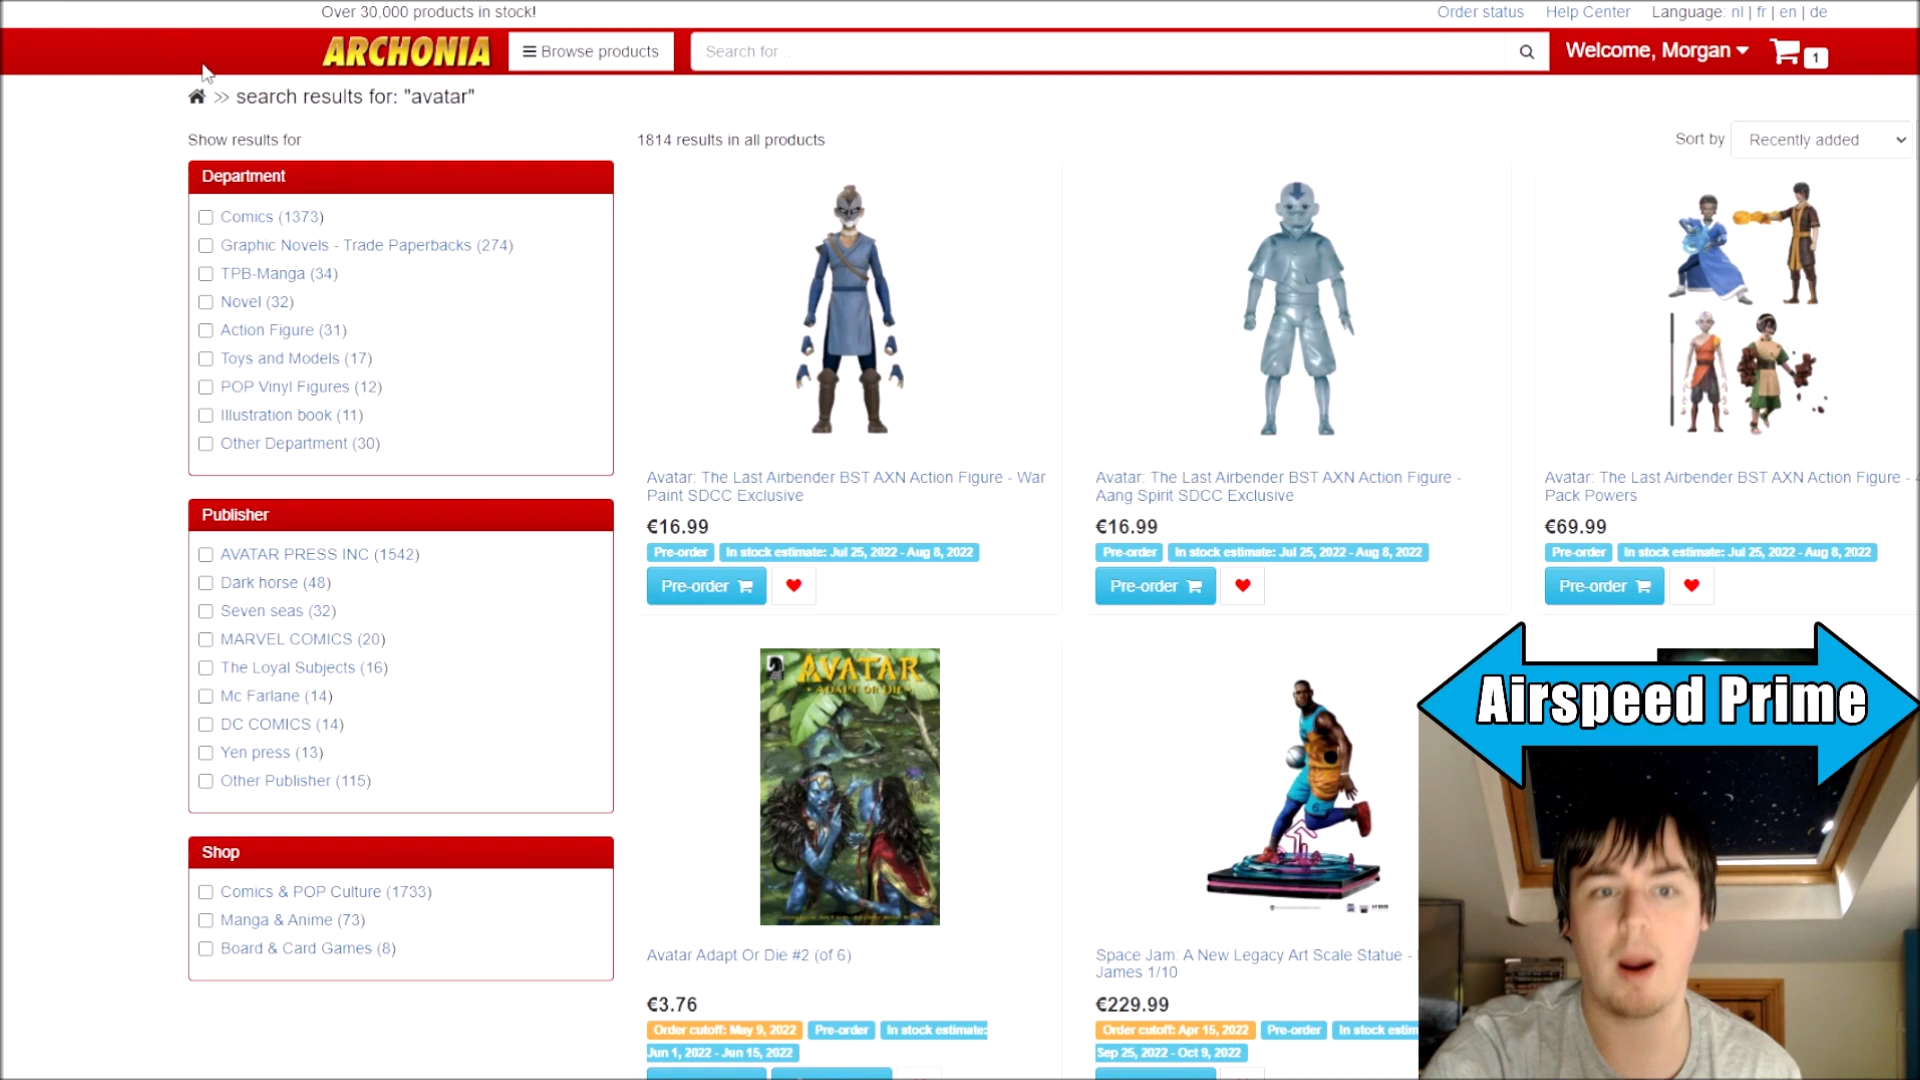 Over 30,000 products in stock!
Order status Help Center Language: nl | fr | en | de
ARCHONIA
Browse products
Search for...
Welcome, Morgan
1
>> search results for: "avatar"
Show results for
1814 results in all products
Sort by Recently added
Department
Comics (1373)
Graphic Novels - Trade Paperbacks (274)
TPB-Manga (34)
Novel (32)
Action Figure (31)
Toys and Models (17)
POP Vinyl Figures (12)
Illustration book (11)
Other Department (30)
Publisher
AVATAR PRESS INC (1542)
Dark horse (48)
Seven seas (32)
MARVEL COMICS (20)
The Loyal Subjects (16)
Mc Farlane (14)
DC COMICS (14)
Yen press (13)
Other Publisher (115)
Shop
Comics & POP Culture (1733)
Manga & Anime (73)
Board & Card Games (8)
Avatar: The Last Airbender BST AXN Action Figure - War
Paint SDCC Exclusive
€16.99
Pre-order In stock estimate: Jul 25, 2022 - Aug 8, 2022
Pre-order
Avatar: The Last Airbender BST AXN Action Figure -
Aang Spirit SDCC Exclusive
€16.99
Pre-order In stock estimate: Jul 25, 2022 - Aug 8, 2022
Pre-order
Avatar: The Last Airbender BST AXN Action Figure -
Pack Powers
€69.99
Pre-order In stock estimate: Jul 25, 2022 - Aug 8, 2022
Pre-order
AVATAR
ADAPT OR DIE
Avatar Adapt Or Die #2 (of 6)
€3.76
Order cutoff: May 9, 2022 Pre-order In stock estimate:
Jun 1, 2022 - Jun 15, 2022
Space Jam: A New Legacy Art Scale Statue -
James 1/10
€229.99
Order cutoff: Apr 15, 2022 Pre-order In stock estim
Sep 25, 2022 - Oct 9, 2022
Airspeed Prime